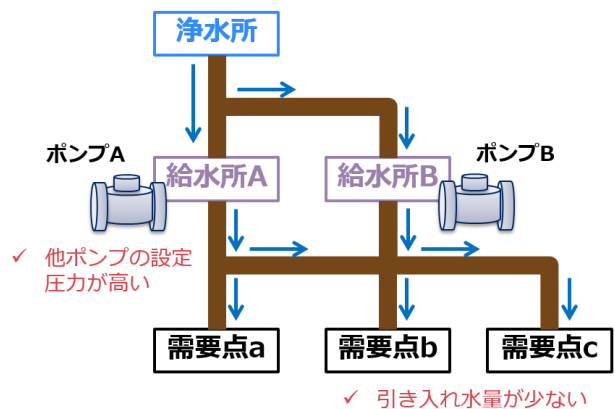 浄水所
ポンプA
ポンプB
給水所A
給水所B
✓ 他ポンプの設定
圧力が高い
需要点a
需要点b
需要点c
✓ 引き入れ水量が少ない